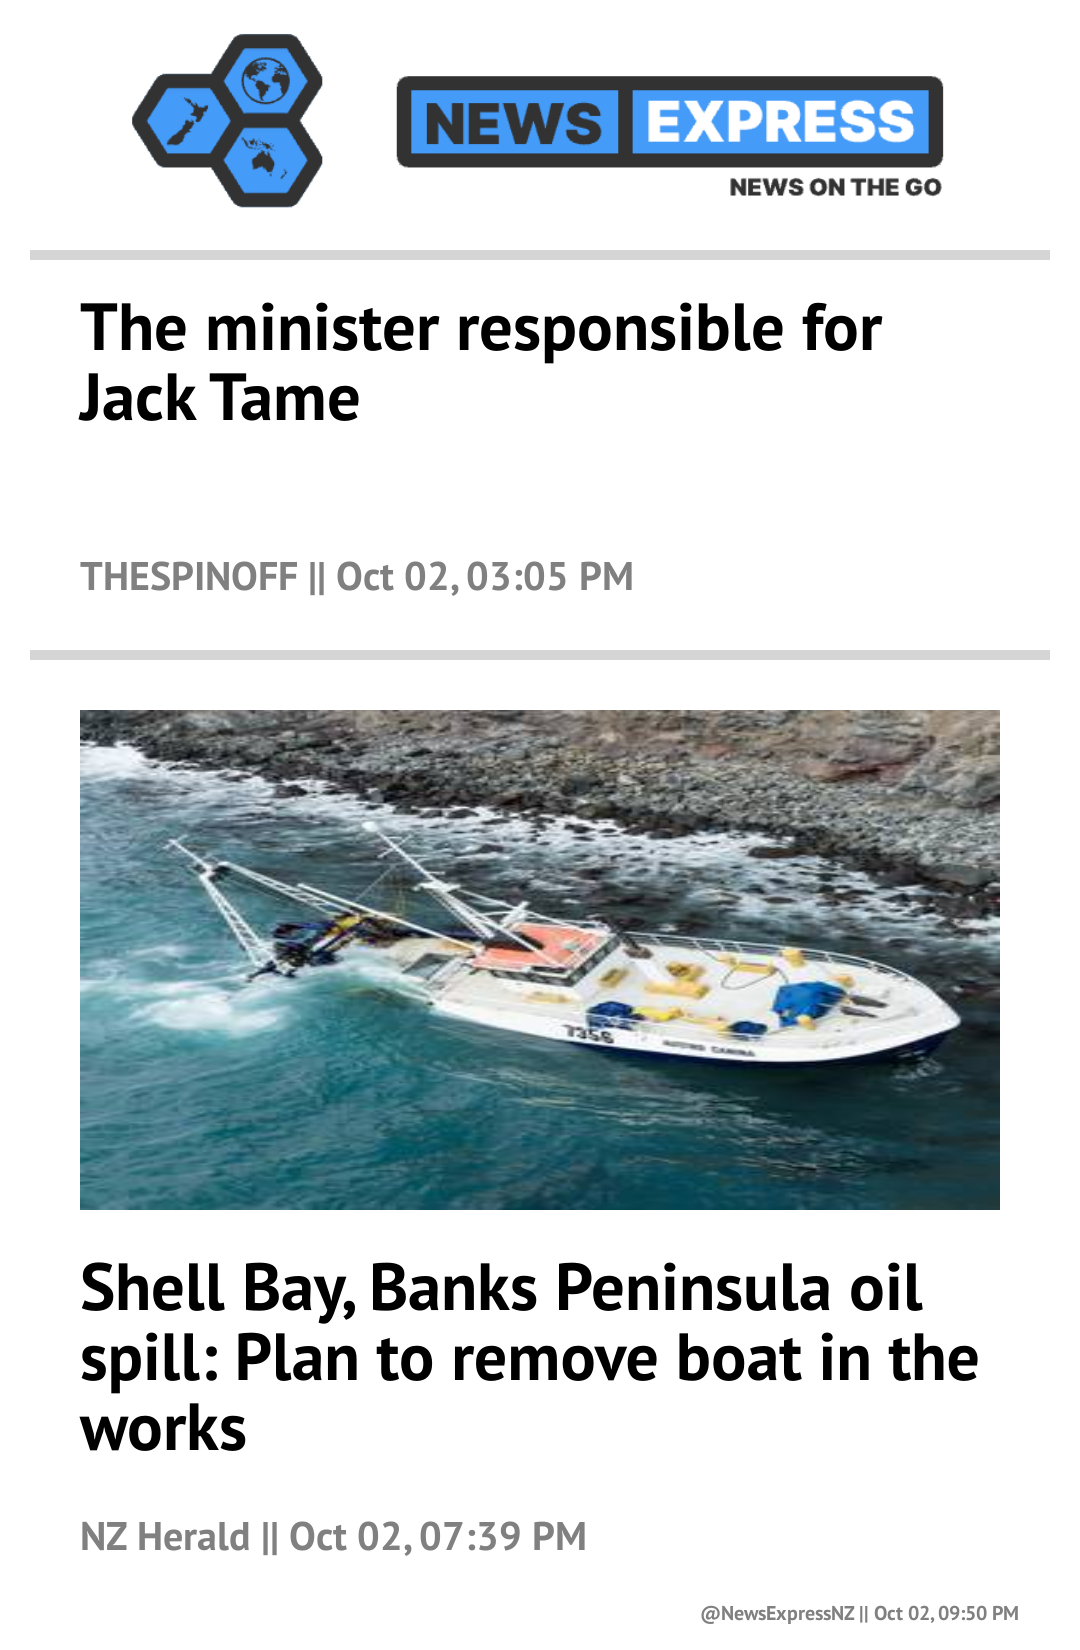 NEWS EXPRESS
NEWS ON THE GO
The minister responsible for
Jack Tame
THESPINOFF || Oct 02, 03:05 PM
7356
Shell Bay, Banks Peninsula oil
spill: Plan to remove boat in the
works
NZ Herald || Oct 02, 07:39 PM
@NewsExpressNZ || Oct 02, 09:50 PM